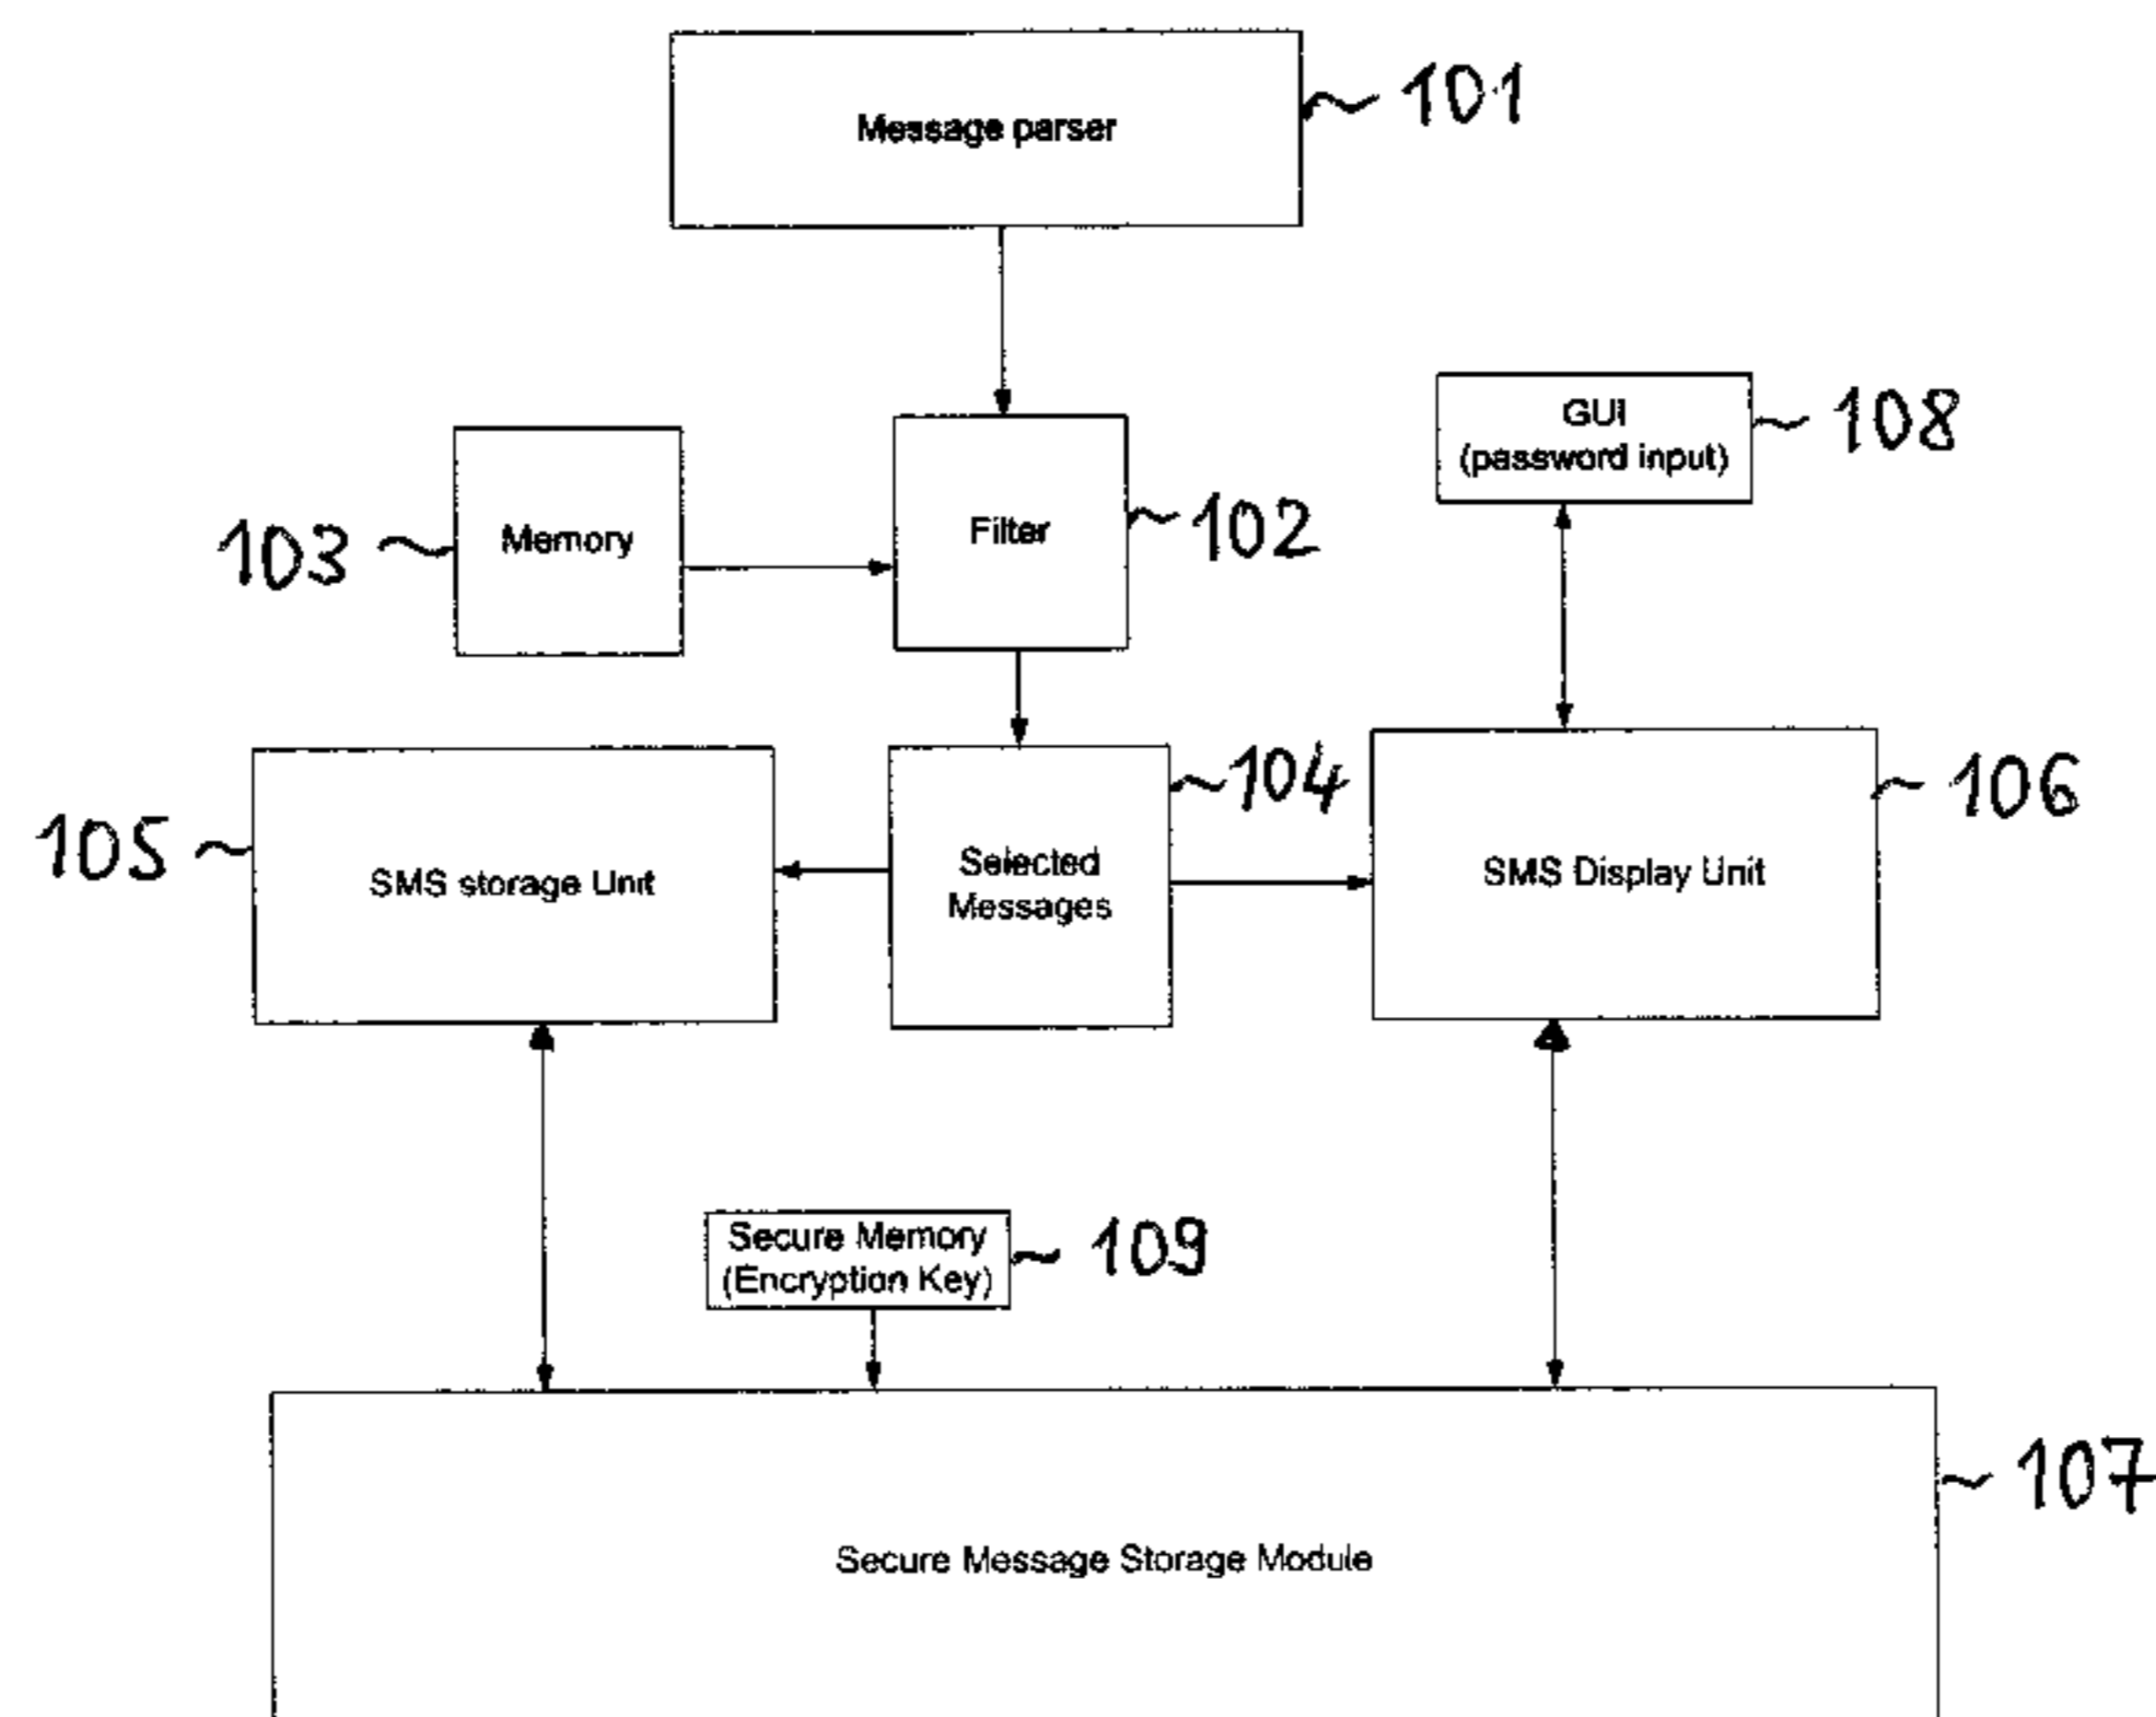 Message parser
101
GUI
(password input)
108
103
Memory
Filter
102
105
SMS storage Unit
Selected
Messages
104
SMS Display Unit
106
Secure Memory
(Encryption Key)
109
107
Secure Message Storage Module